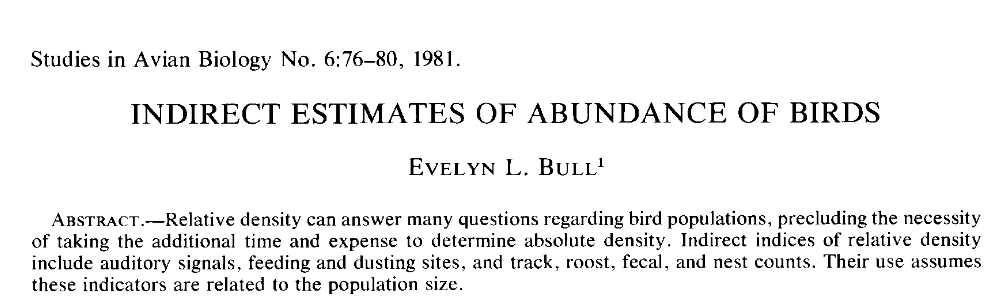 Studies in Avian Biology No. 6:76–80, 1981.
INDIRECT ESTIMATES OF ABUNDANCE OF BIRDS
EVELYN L. BULL¹
ABSTRACT.—Relative density can answer many questions regarding bird populations, precluding the necessity
of taking the additional time and expense to determine absolute density. Indirect indices of relative density
include auditory signals, feeding and dusting sites, and track, roost, fecal, and nest counts. Their use assumes
these indicators are related to the population size.